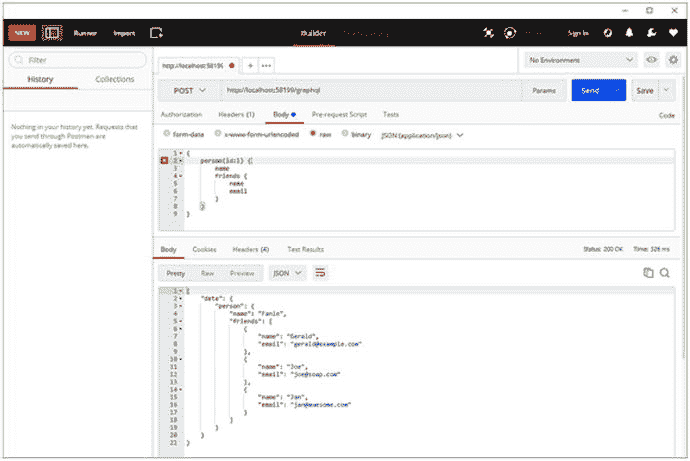 NEW Runner Import Builder Sign In
Filter
History Collections
Nothing in your history yet. Requests that
you send through Postman are
automatically saved here.
http://localhost:58199
No Environment
POST http://localhost:58199/graphql Params Send Save
Authorization Headers (1) Body Pre-request Script Tests Code
form-data x-www-form-urlencoded raw binary JSON (application/json)
1 {
2 person(id:1) {
3 name
4 friends {
5 name
6 email
7 }
8 }
9 }
Body Cookies Headers (4) Test Results Status: 200 OK Time: 326 ms
Pretty Raw Preview JSON
1 {
2 "data": {
3 "person": {
4 "name": "Fanie",
5 "friends": [
6 {
7 "name": "Gerald",
8 "email": "gerald@example.com"
9 },
10 {
11 "name": "Joe",
12 "email": "joe@soap.com"
13 },
14 {
15 "name": "Jan",
16 "email": "jan@awesome.com"
17 }
18 ]
19 }
20 }
21 }